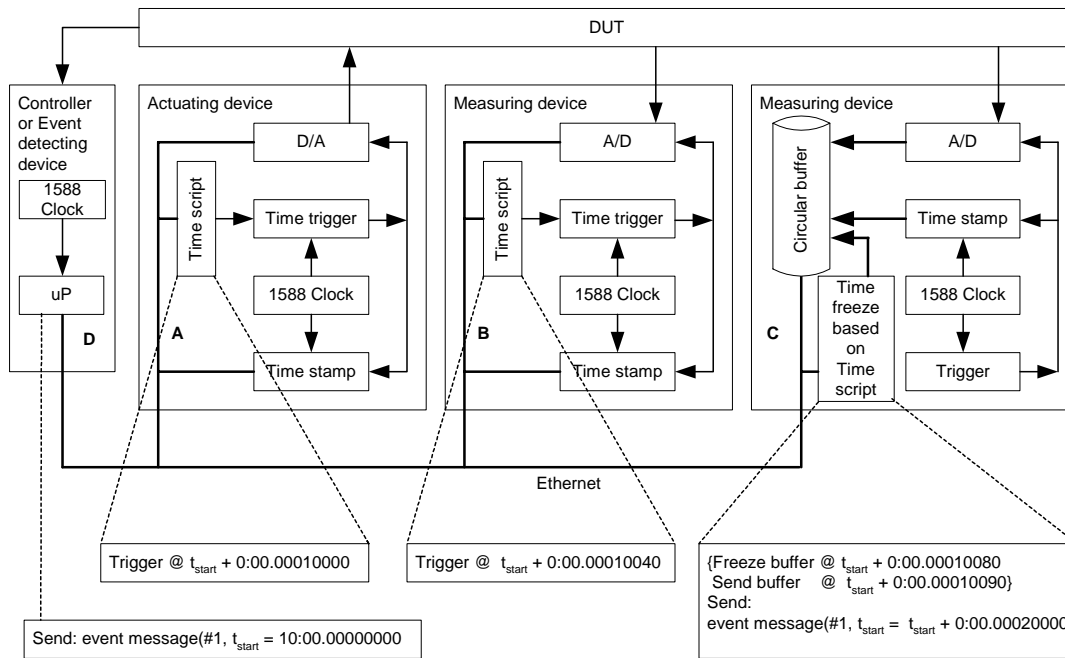 DUT
Controller
or Event
detecting
device
1588
Clock
uP
D
Actuating device
D/A
Time script
Time trigger
1588 Clock
Time stamp
A
Measuring device
A/D
Time script
Time trigger
1588 Clock
Time stamp
B
Measuring device
Circular buffer
A/D
Time stamp
1588 Clock
Trigger
Time
freeze
based
on
Time
script
C
Ethernet
Trigger @ tstart + 0:00.00010000
Trigger @ tstart + 0:00.00010040
{Freeze buffer @ tstart + 0:00.00010080
Send buffer @ tstart + 0:00.00010090}
Send:
event message(#1, tstart = tstart + 0:00.00020000
Send: event message(#1, tstart = 10:00.00000000